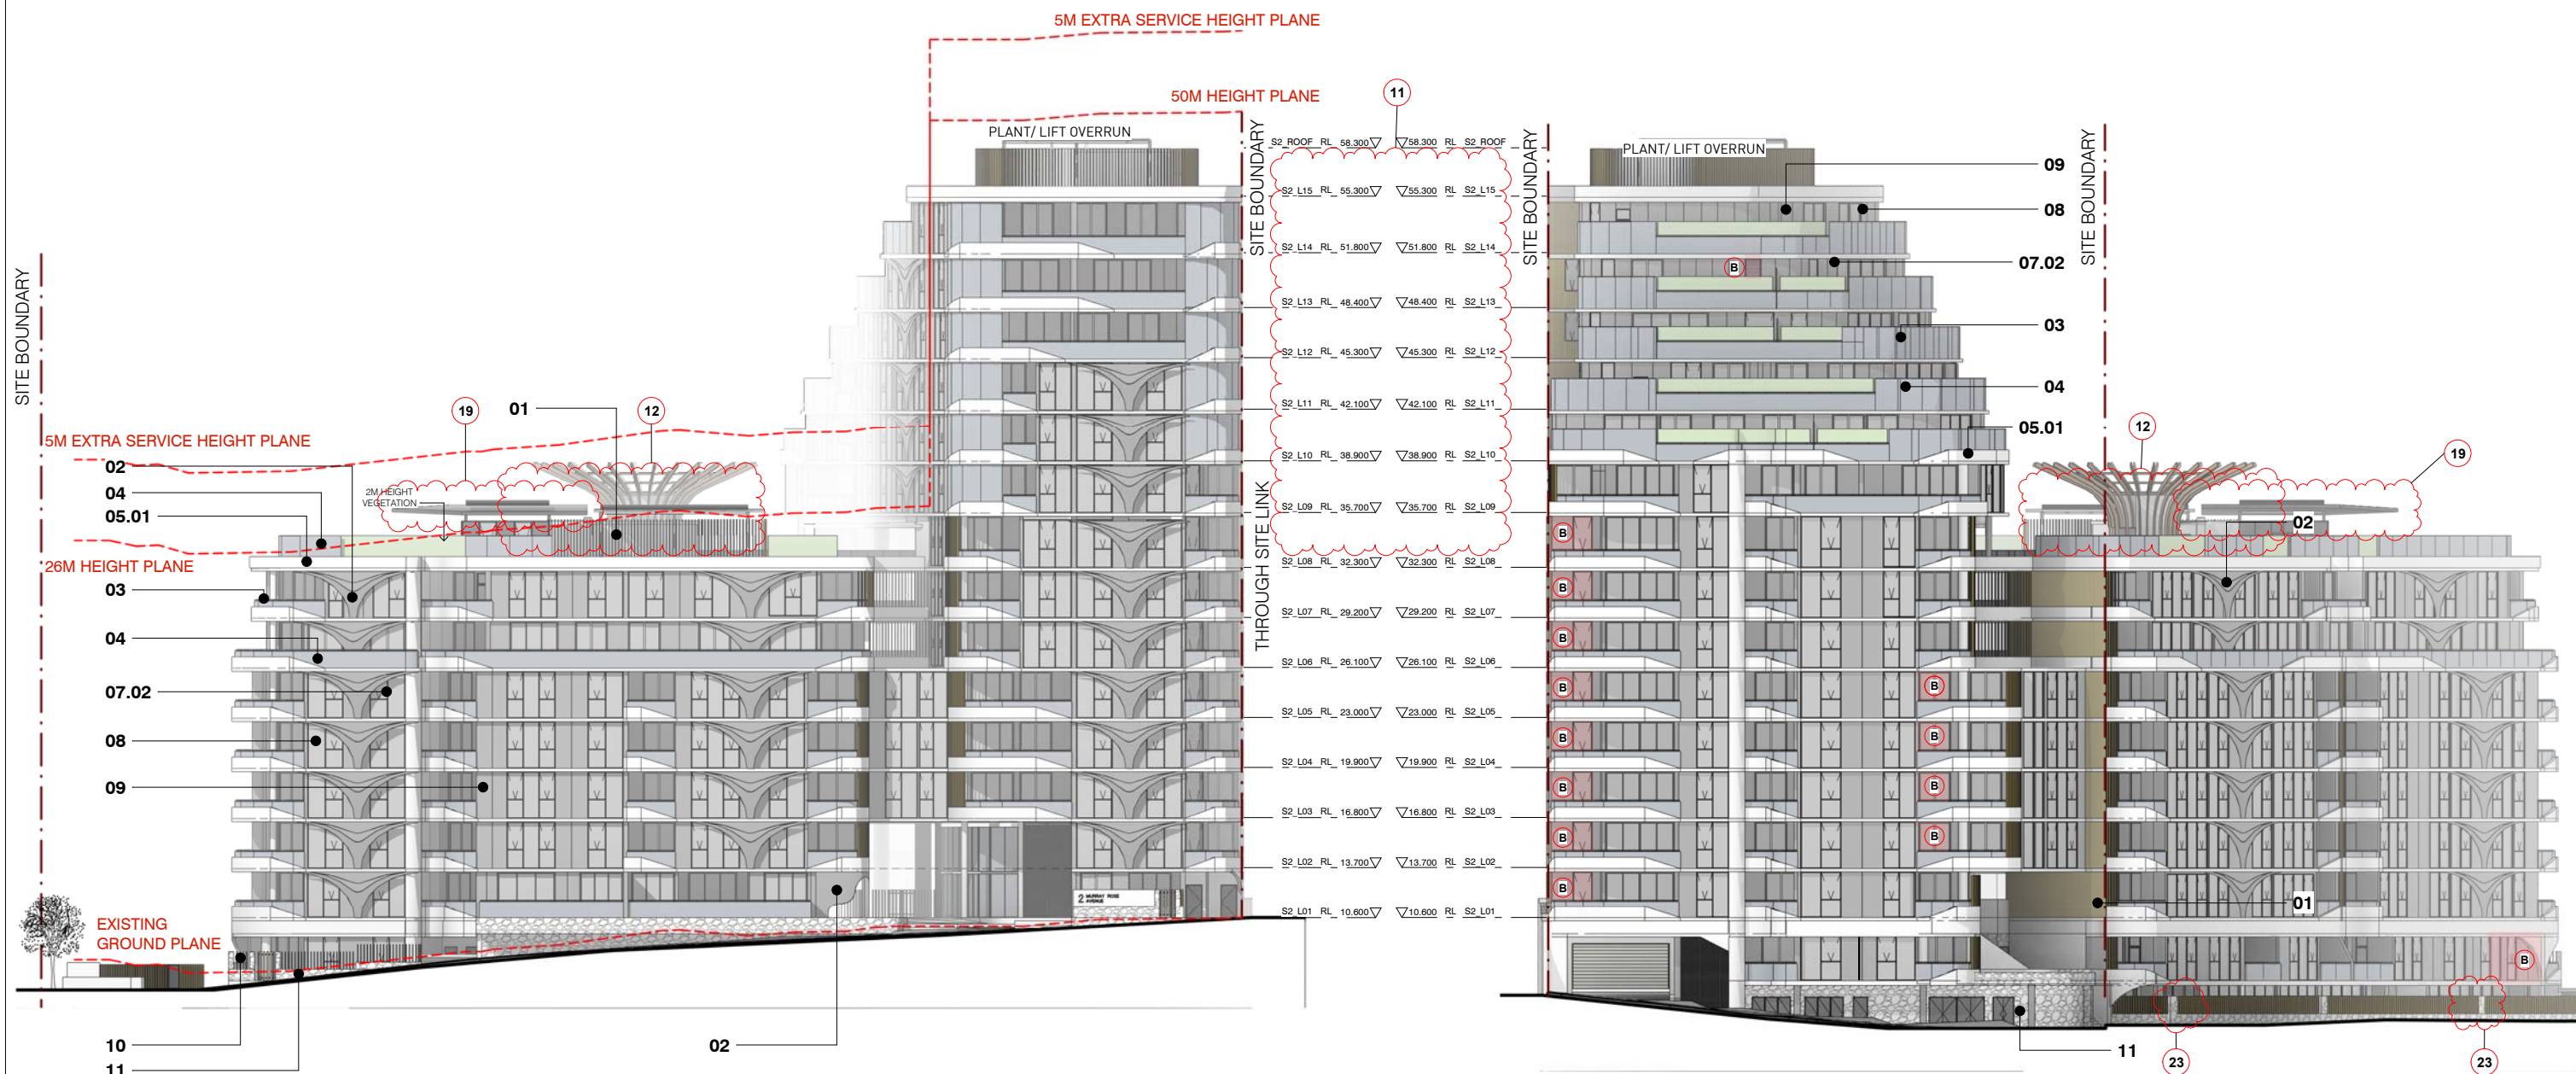 5M EXTRA SERVICE HEIGHT PLANE
50M HEIGHT PLANE
11
PLANT/ LIFT OVERRUN
SITE BOUNDARY
S2_ROOF RL 58.300 58.300 RL S2_ROOF
SITE BOUNDARY
PLANT/ LIFT OVERRUN
SITE BOUNDARY
09
S2_L15 RL 55.300 55.300 RL S2_L15
08
S2_L14 RL 51.800 51.800 RL S2_L14
B
07.02
SITE BOUNDARY
S2_L13 RL 48.400 48.400 RL S2_L13
03
S2_L12 RL 45.300 45.300 RL S2_L12
04
S2_L11 RL 42.100 42.100 RL S2_L11
19
01
12
05.01
12
5M EXTRA SERVICE HEIGHT PLANE
S2_L10 RL 38.900 38.900 RL S2_L10
19
02
04
2M HEIGHT
VEGETATION
THROUGH SITE LINK
S2_L09 RL 35.700 35.700 RL S2_L09
05.01
02
B
26M HEIGHT PLANE
S2_L08 RL 32.300 32.300 RL S2_L08
03
B
S2_L07 RL 29.200 29.200 RL S2_L07
04
B
S2_L06 RL 26.100 26.100 RL S2_L06
07.02
B
B
S2_L05 RL 23.000 23.000 RL S2_L05
08
B
B
S2_L04 RL 19.900 19.900 RL S2_L04
09
B
B
S2_L03 RL 16.800 16.800 RL S2_L03
B
B
S2_L02 RL 13.700 13.700 RL S2_L02
B
2 MURRAY ROSE
AVENUE
01
S2_L01 RL 10.600 10.600 RL S2_L01
EXISTING
GROUND PLANE
B
10
02
11
23
23
11